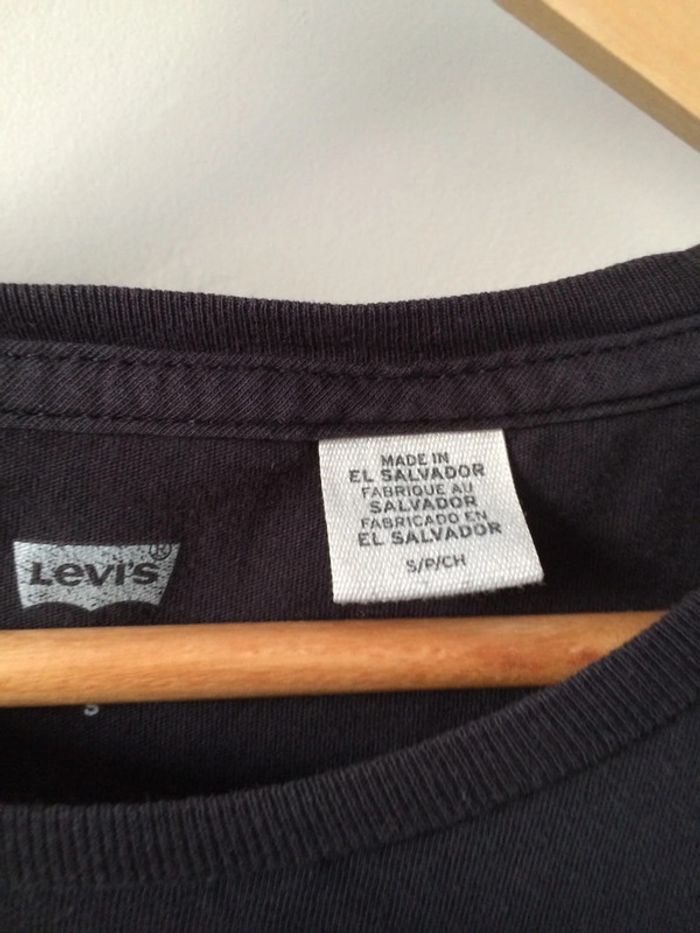 MADE IN
EL SALVADOR
FABRIQUE AU
SALVADOR
FABRICADO EN
EL SALVADOR
S/P/CH
Levi's®
S